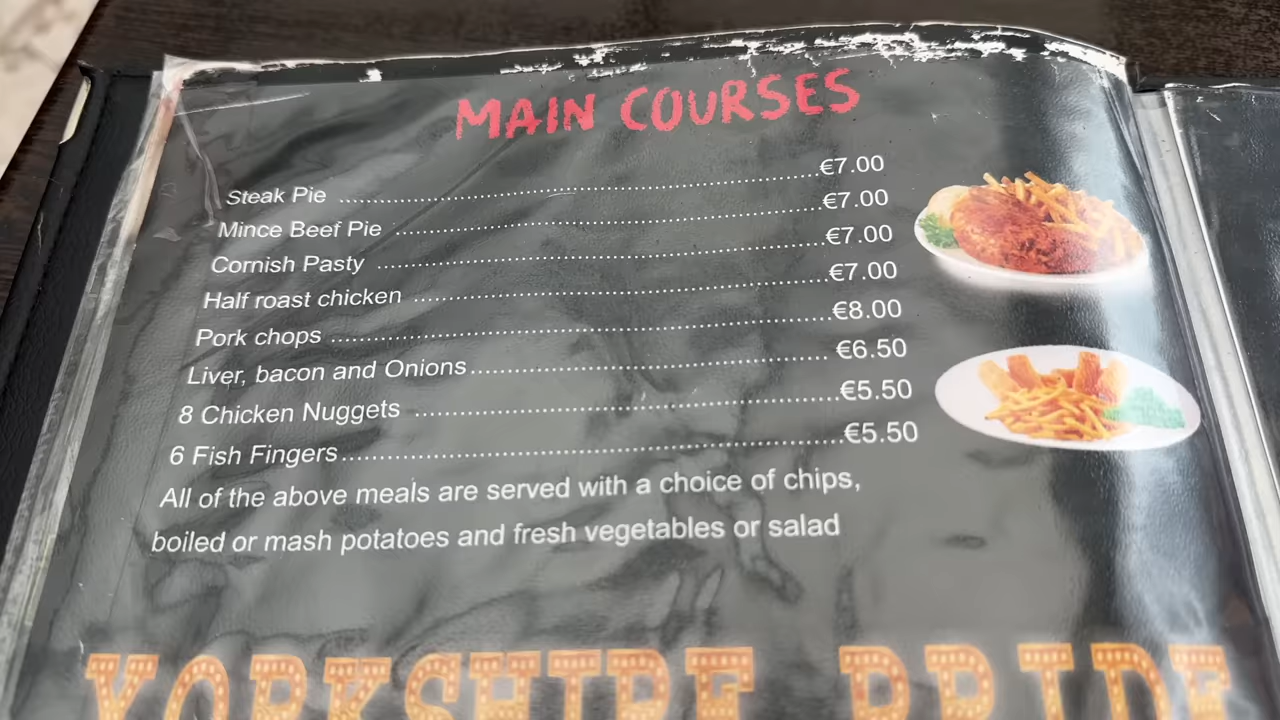 MAIN COURSES
Steak Pie ........................ €7.00
Mince Beef Pie ........................ €7.00
Cornish Pasty ........................ €7.00
Half roast chicken ........................ €7.00
Pork chops ........................ €8.00
Liver, bacon and Onions ........................ €6.50
8 Chicken Nuggets ........................ €5.50
6 Fish Fingers ........................ €5.50
All of the above meals are served with a choice of chips,
boiled or mash potatoes and fresh vegetables or salad
YORKSHIRE PRIDE